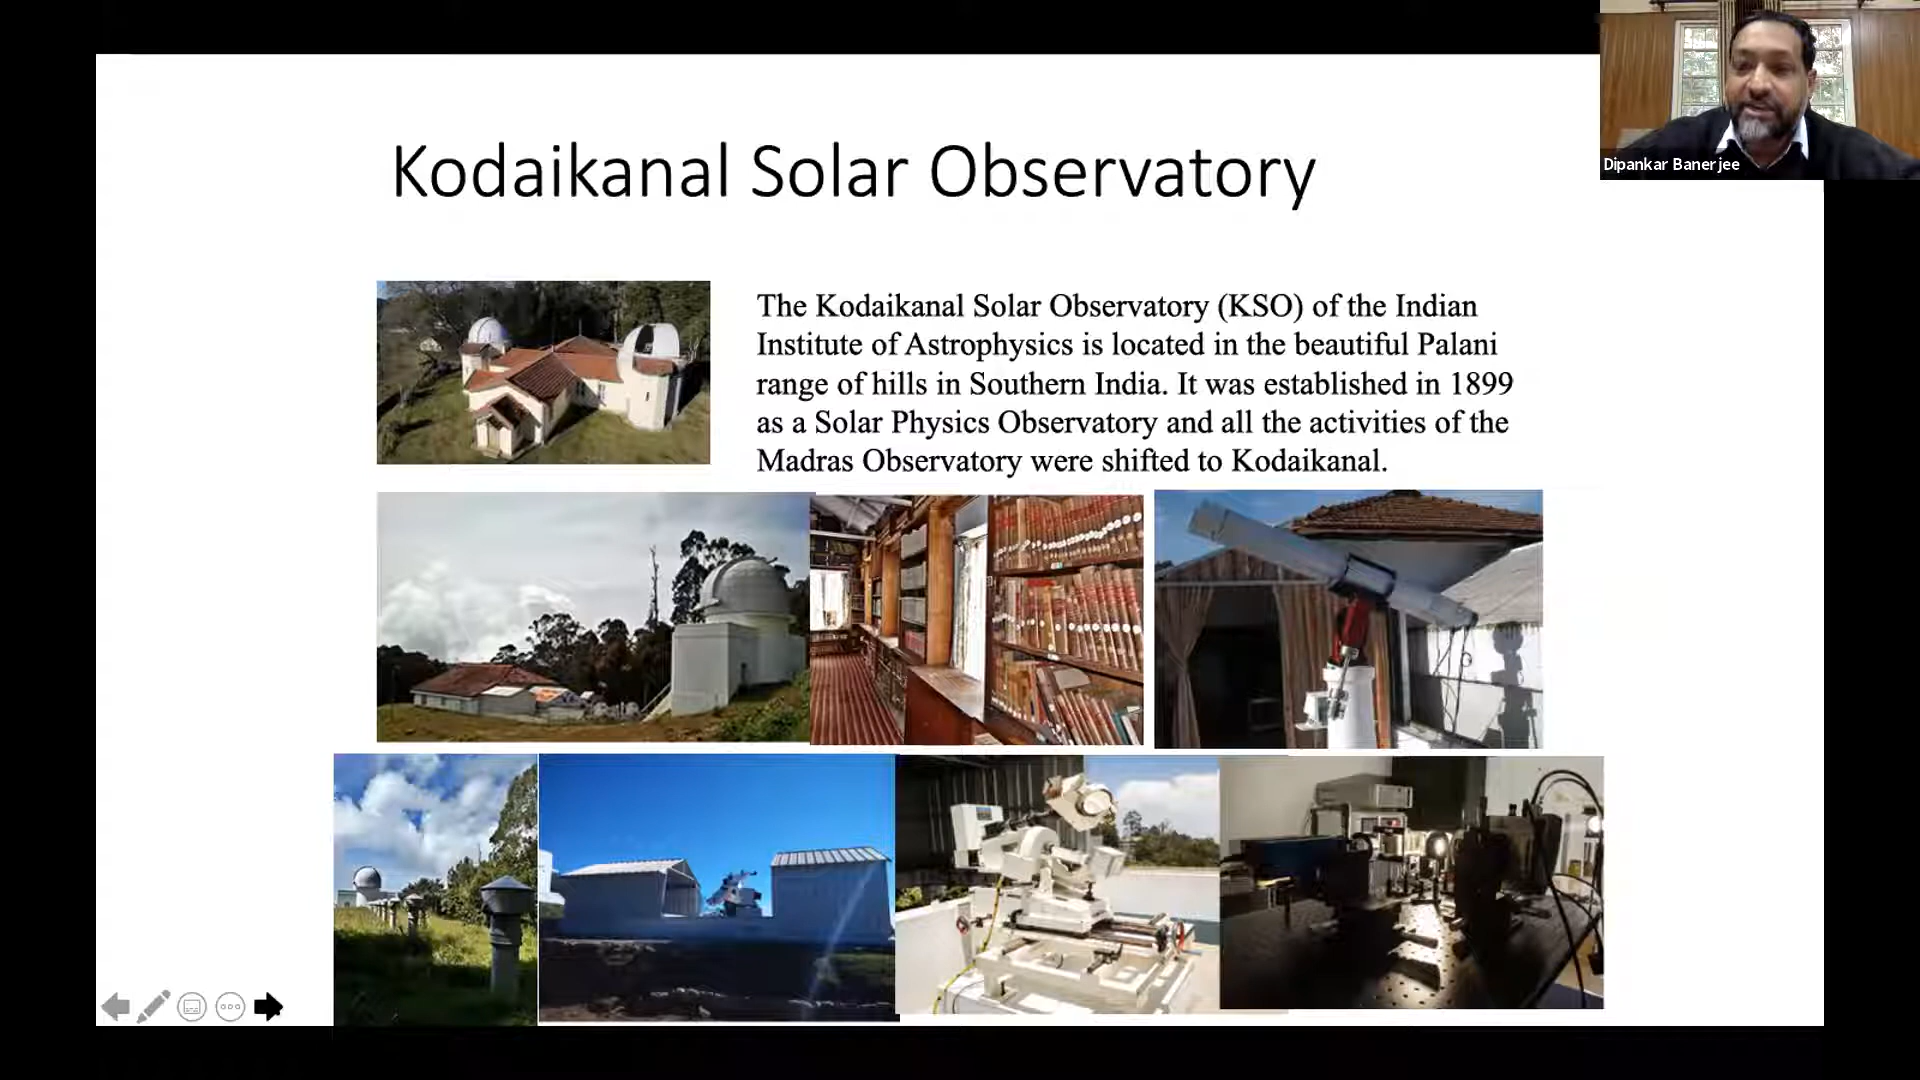 Kodaikanal Solar Observatory
Dipankar Banerjee
The Kodaikanal Solar Observatory (KSO) of the Indian
Institute of Astrophysics is located in the beautiful Palani
range of hills in Southern India. It was established in 1899
as a Solar Physics Observatory and all the activities of the
Madras Observatory were shifted to Kodaikanal.